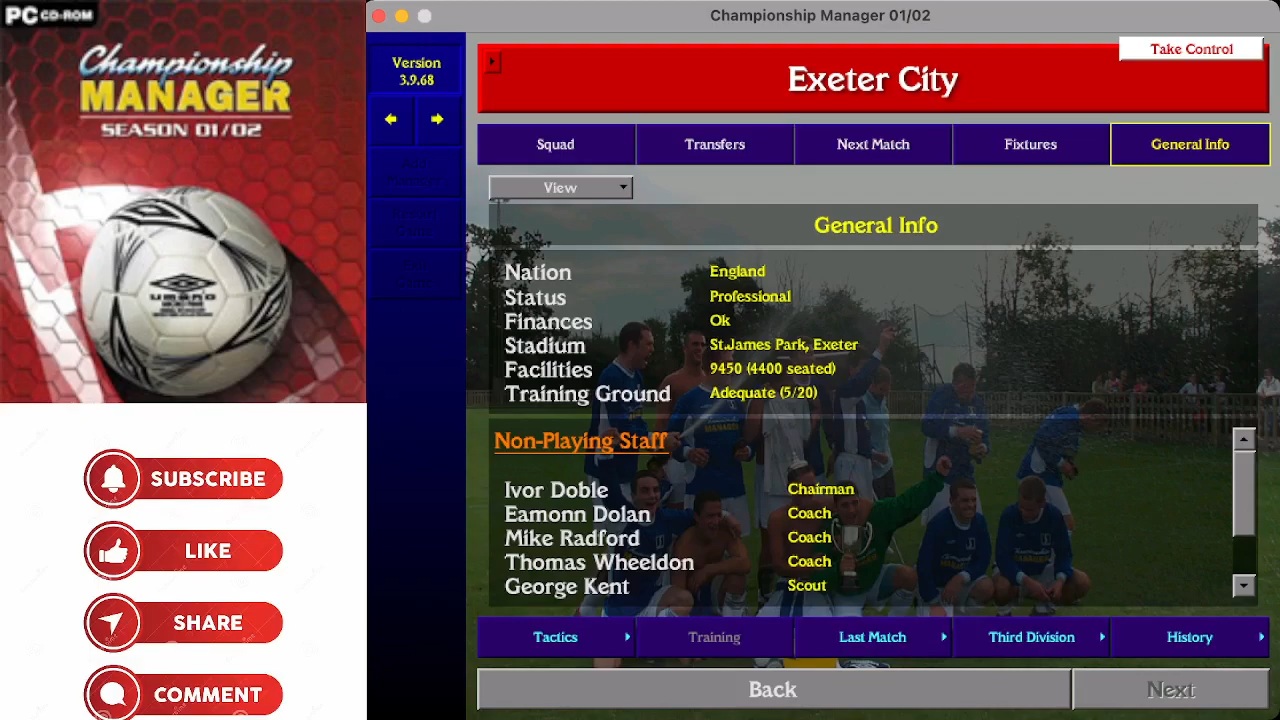 PC CD-ROM
Championship
MANAGER
SEASON 01/02
UMBRO
SUBSCRIBE
LIKE
SHARE
COMMENT
Championship Manager 01/02
Version
3.9.68
Take Control
Exeter City
Squad
Transfers
Next Match
Fixtures
General Info
View
General Info
Nation England
Status Professional
Finances Ok
Stadium St.James Park, Exeter
Facilities 9450 (4400 seated)
Training Ground Adequate (5/20)
Non-Playing Staff
Ivor Doble Chairman
Eamonn Dolan Coach
Mike Radford Coach
Thomas Wheeldon Coach
George Kent Scout
Tactics
Training
Last Match
Third Division
History
Back
Next